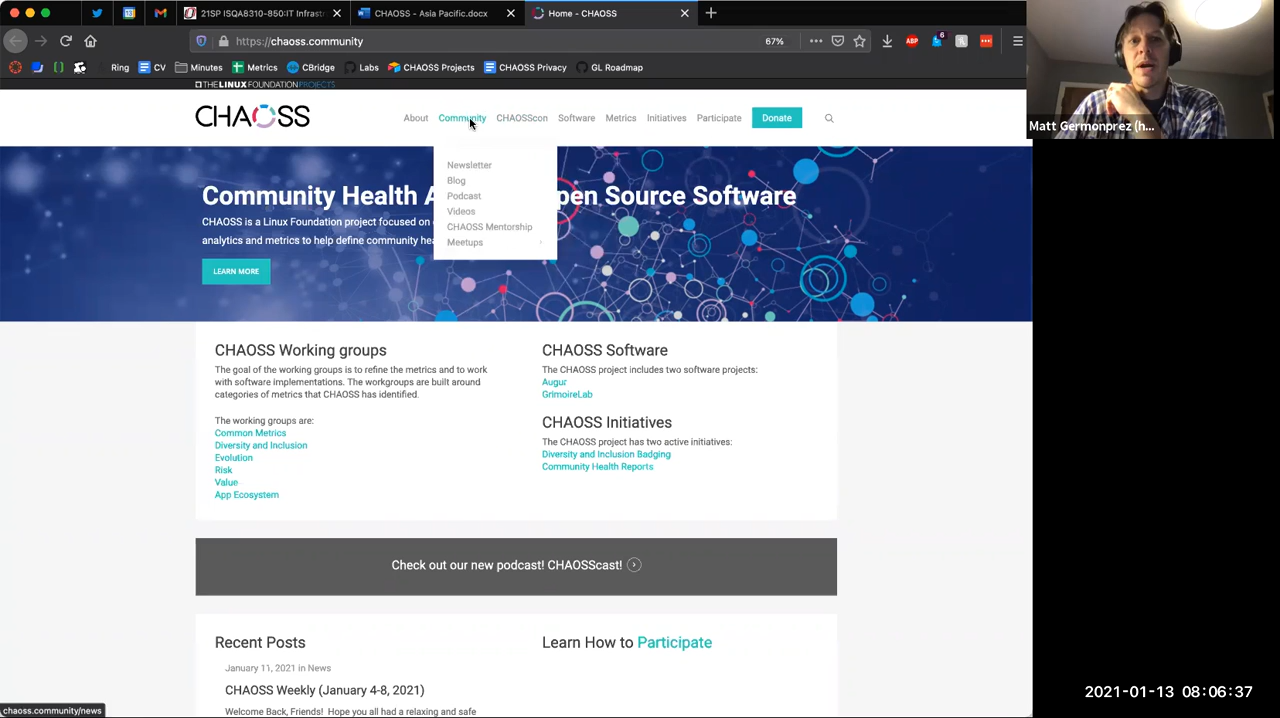 21SP ISQA8310-850:IT Infrastr
CHAOSS - Asia Pacific.docx
Home - CHAOSS
https://chaoss.community
67%
6
ABP
Ring
CV
Minutes
Metrics
CBridge
Labs
CHAOSS Projects
CHAOSS Privacy
GL Roadmap
THE LINUX FOUNDATION PROJECTS
CHAOSS
About
Community
CHAOSScon
Software
Metrics
Initiatives
Participate
Donate
Newsletter
Blog
Podcast
Videos
CHAOSS Mentorship
Meetups
Community Health A
pen Source Software
CHAOSS is a Linux Foundation project focused on
analytics and metrics to help define community hea
LEARN MORE
CHAOSS Working groups
The goal of the working groups is to refine the metrics and to work
with software implementations. The workgroups are built around
categories of metrics that CHAOSS has identified.
The working groups are:
Common Metrics
Diversity and Inclusion
Evolution
Risk
Value
App Ecosystem
CHAOSS Software
The CHAOSS project includes two software projects:
Augur
GrimoireLab
CHAOSS Initiatives
The CHAOSS project has two active initiatives:
Diversity and Inclusion Badging
Community Health Reports
Check out our new podcast! CHAOSScast!
Recent Posts
January 11, 2021 in News
CHAOSS Weekly (January 4-8, 2021)
Welcome Back, Friends! Hope you all had a relaxing and safe
Learn How to Participate
chaoss.community/news
Matt Germonprez (h...
2021-01-13 08:06:37